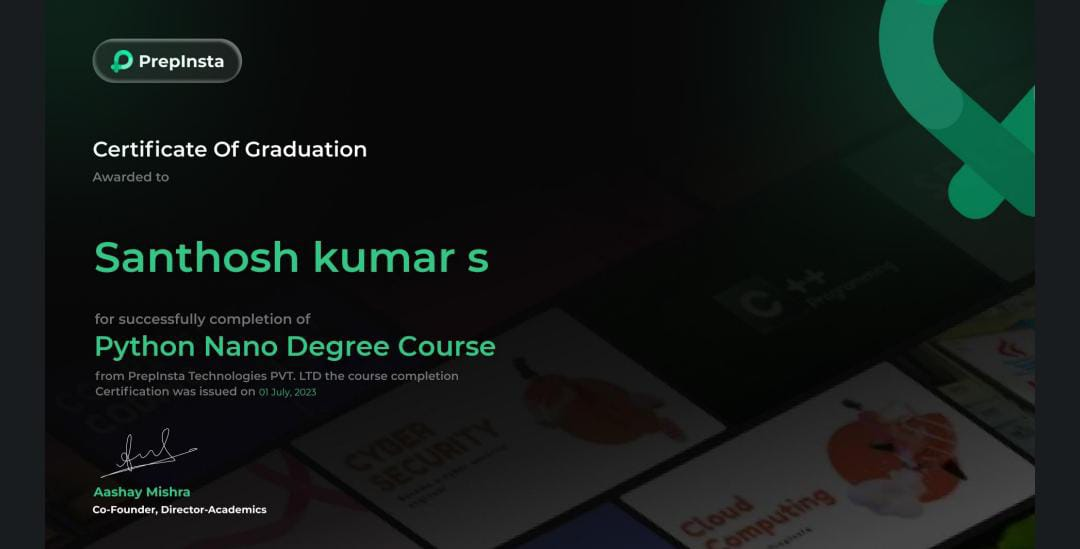 PrepInsta
Certificate Of Graduation
Awarded to
Santhosh kumar s
for successfully completion of
Python Nano Degree Course
from PrepInsta Technologies PVT. LTD the course completion
Certification was issued on 01 July, 2023
Aashay Mishra
Co-Founder, Director-Academics
C++
Programming
CYBER
SECURITY
Cloud
Computing